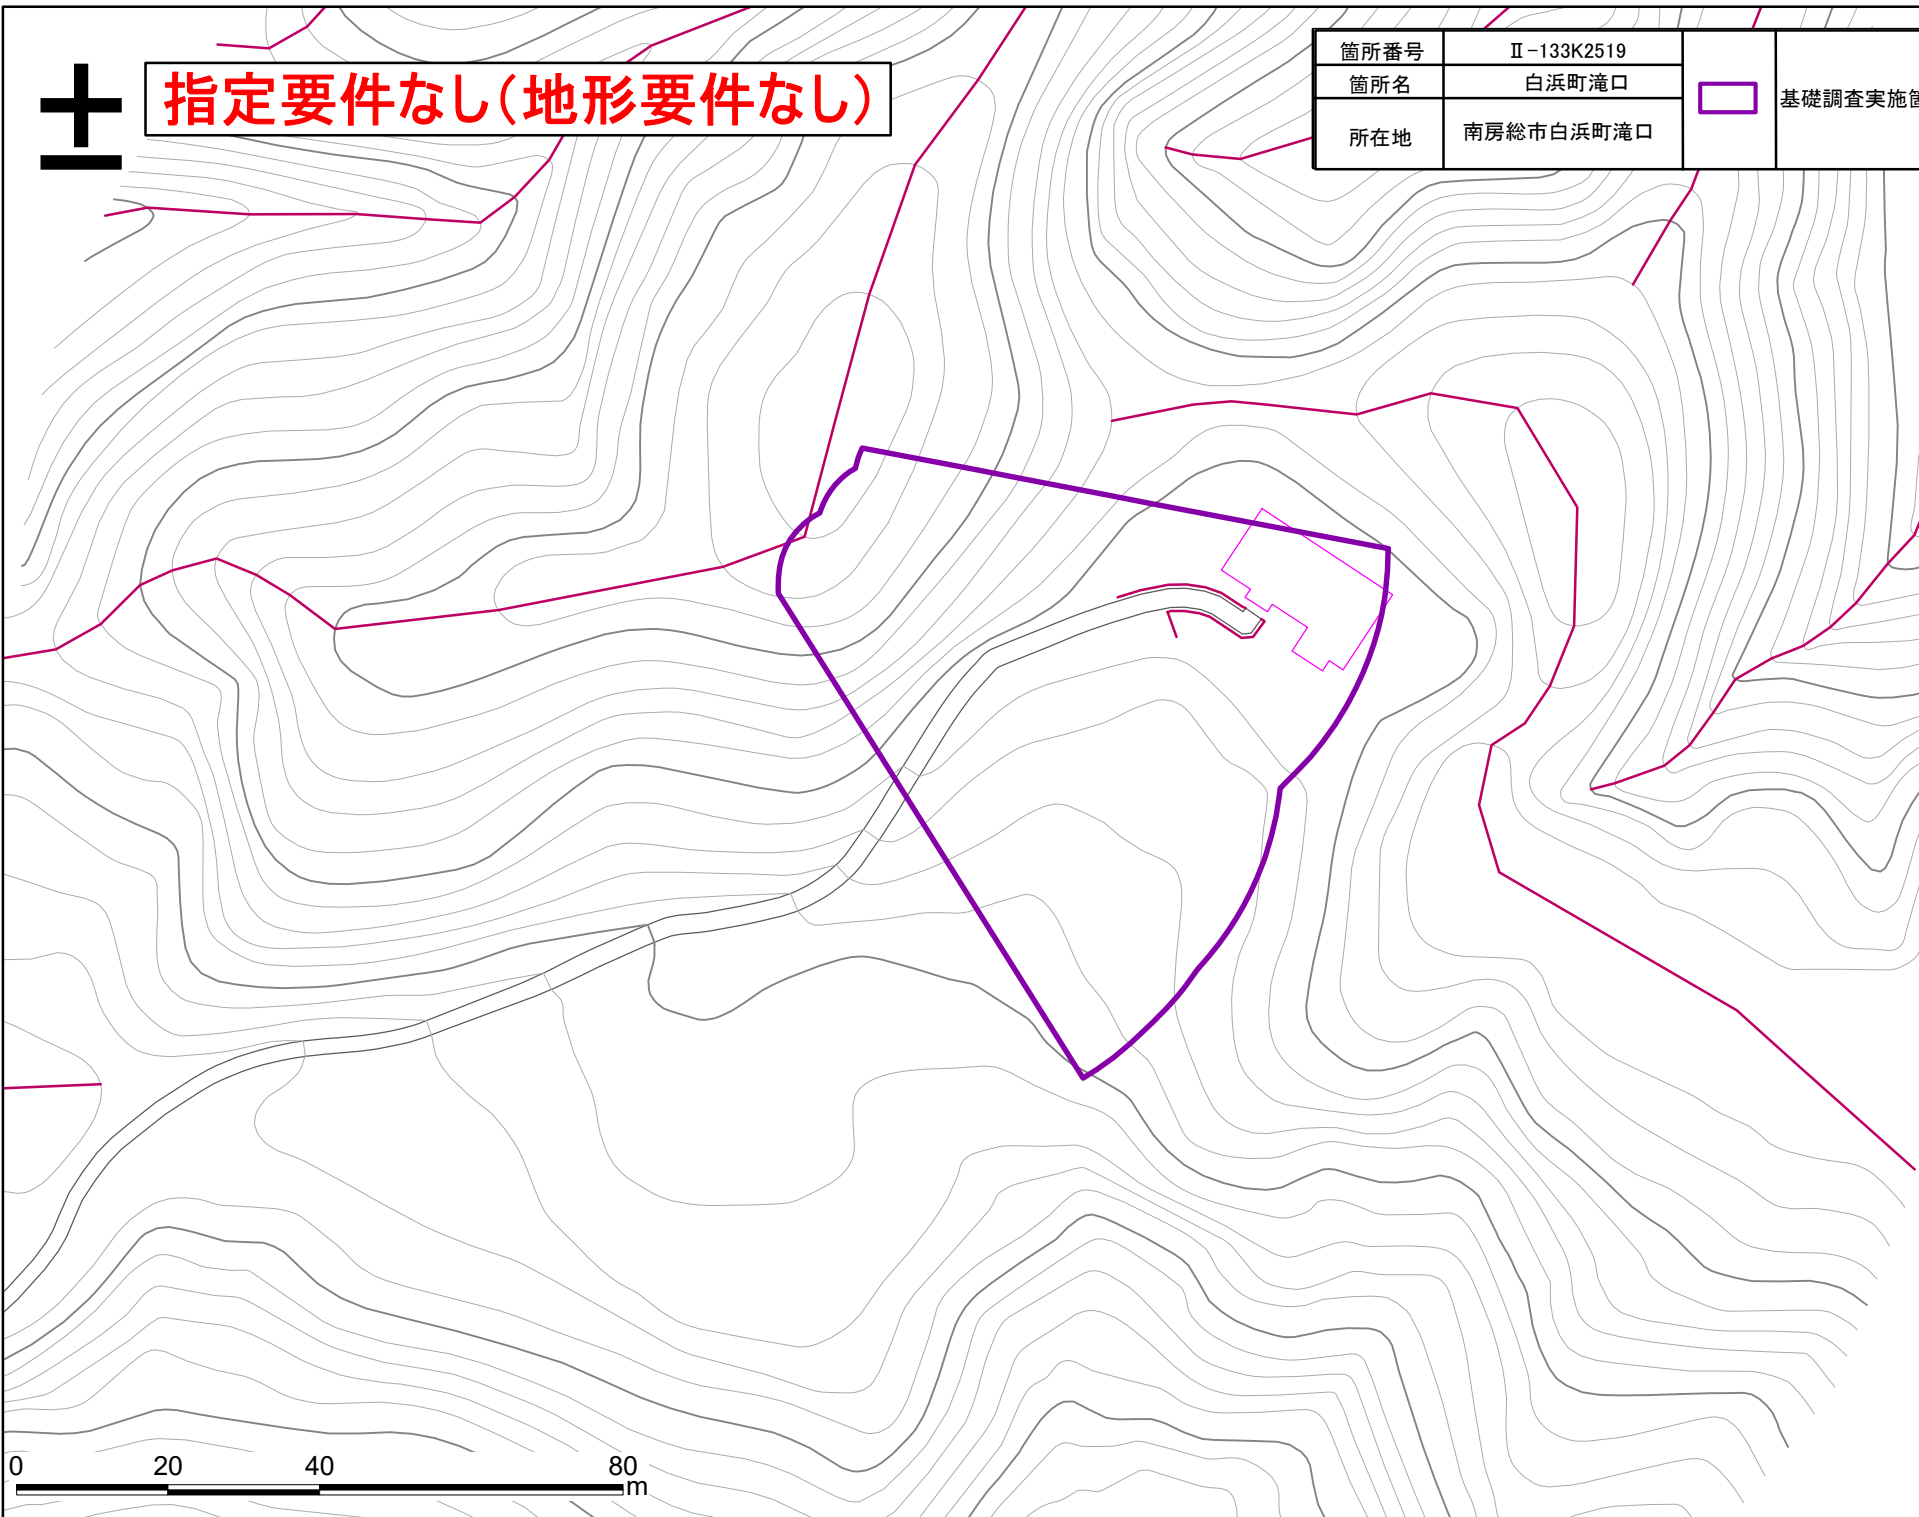 指定要件なし(地形要件なし)
箇所番号 Ⅱ-133K2519
箇所名 白浜町滝口
所在地 南房総市白浜町滝口
基礎調査実施箇
0 20 40 80
m